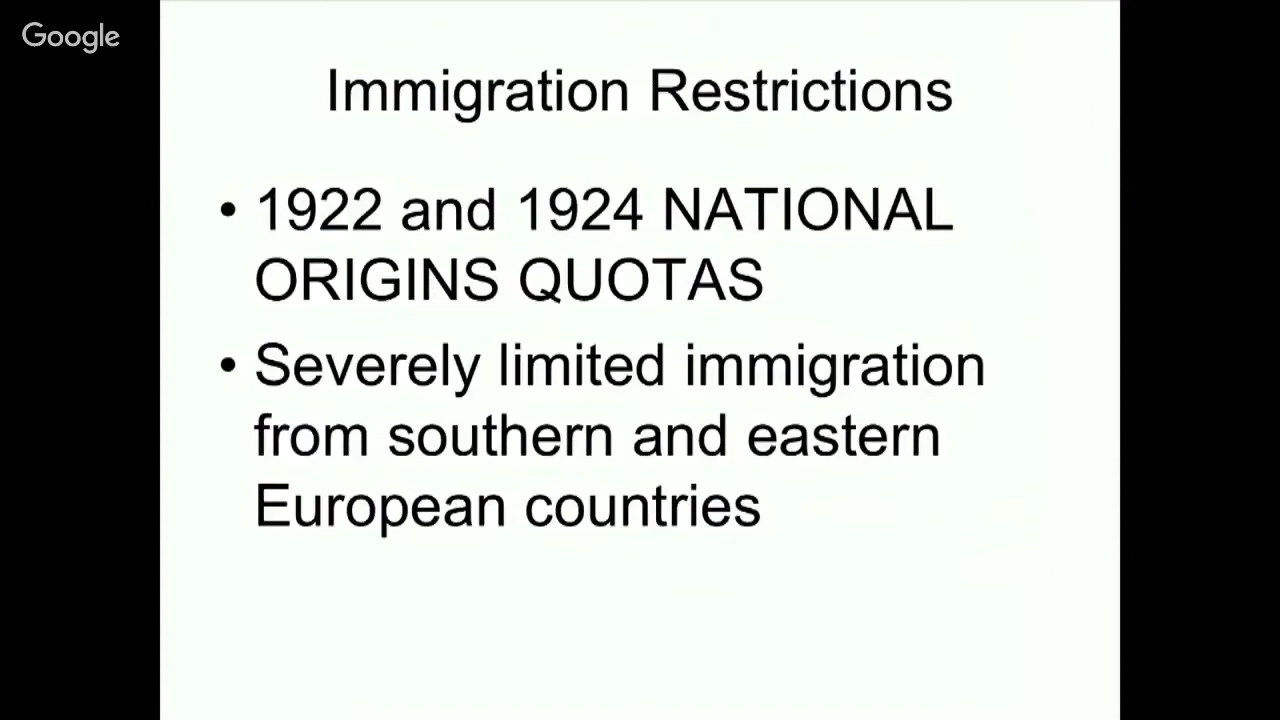 Google
Immigration Restrictions
• 1922 and 1924 NATIONAL
ORIGINS QUOTAS
• Severely limited immigration
from southern and eastern
European countries